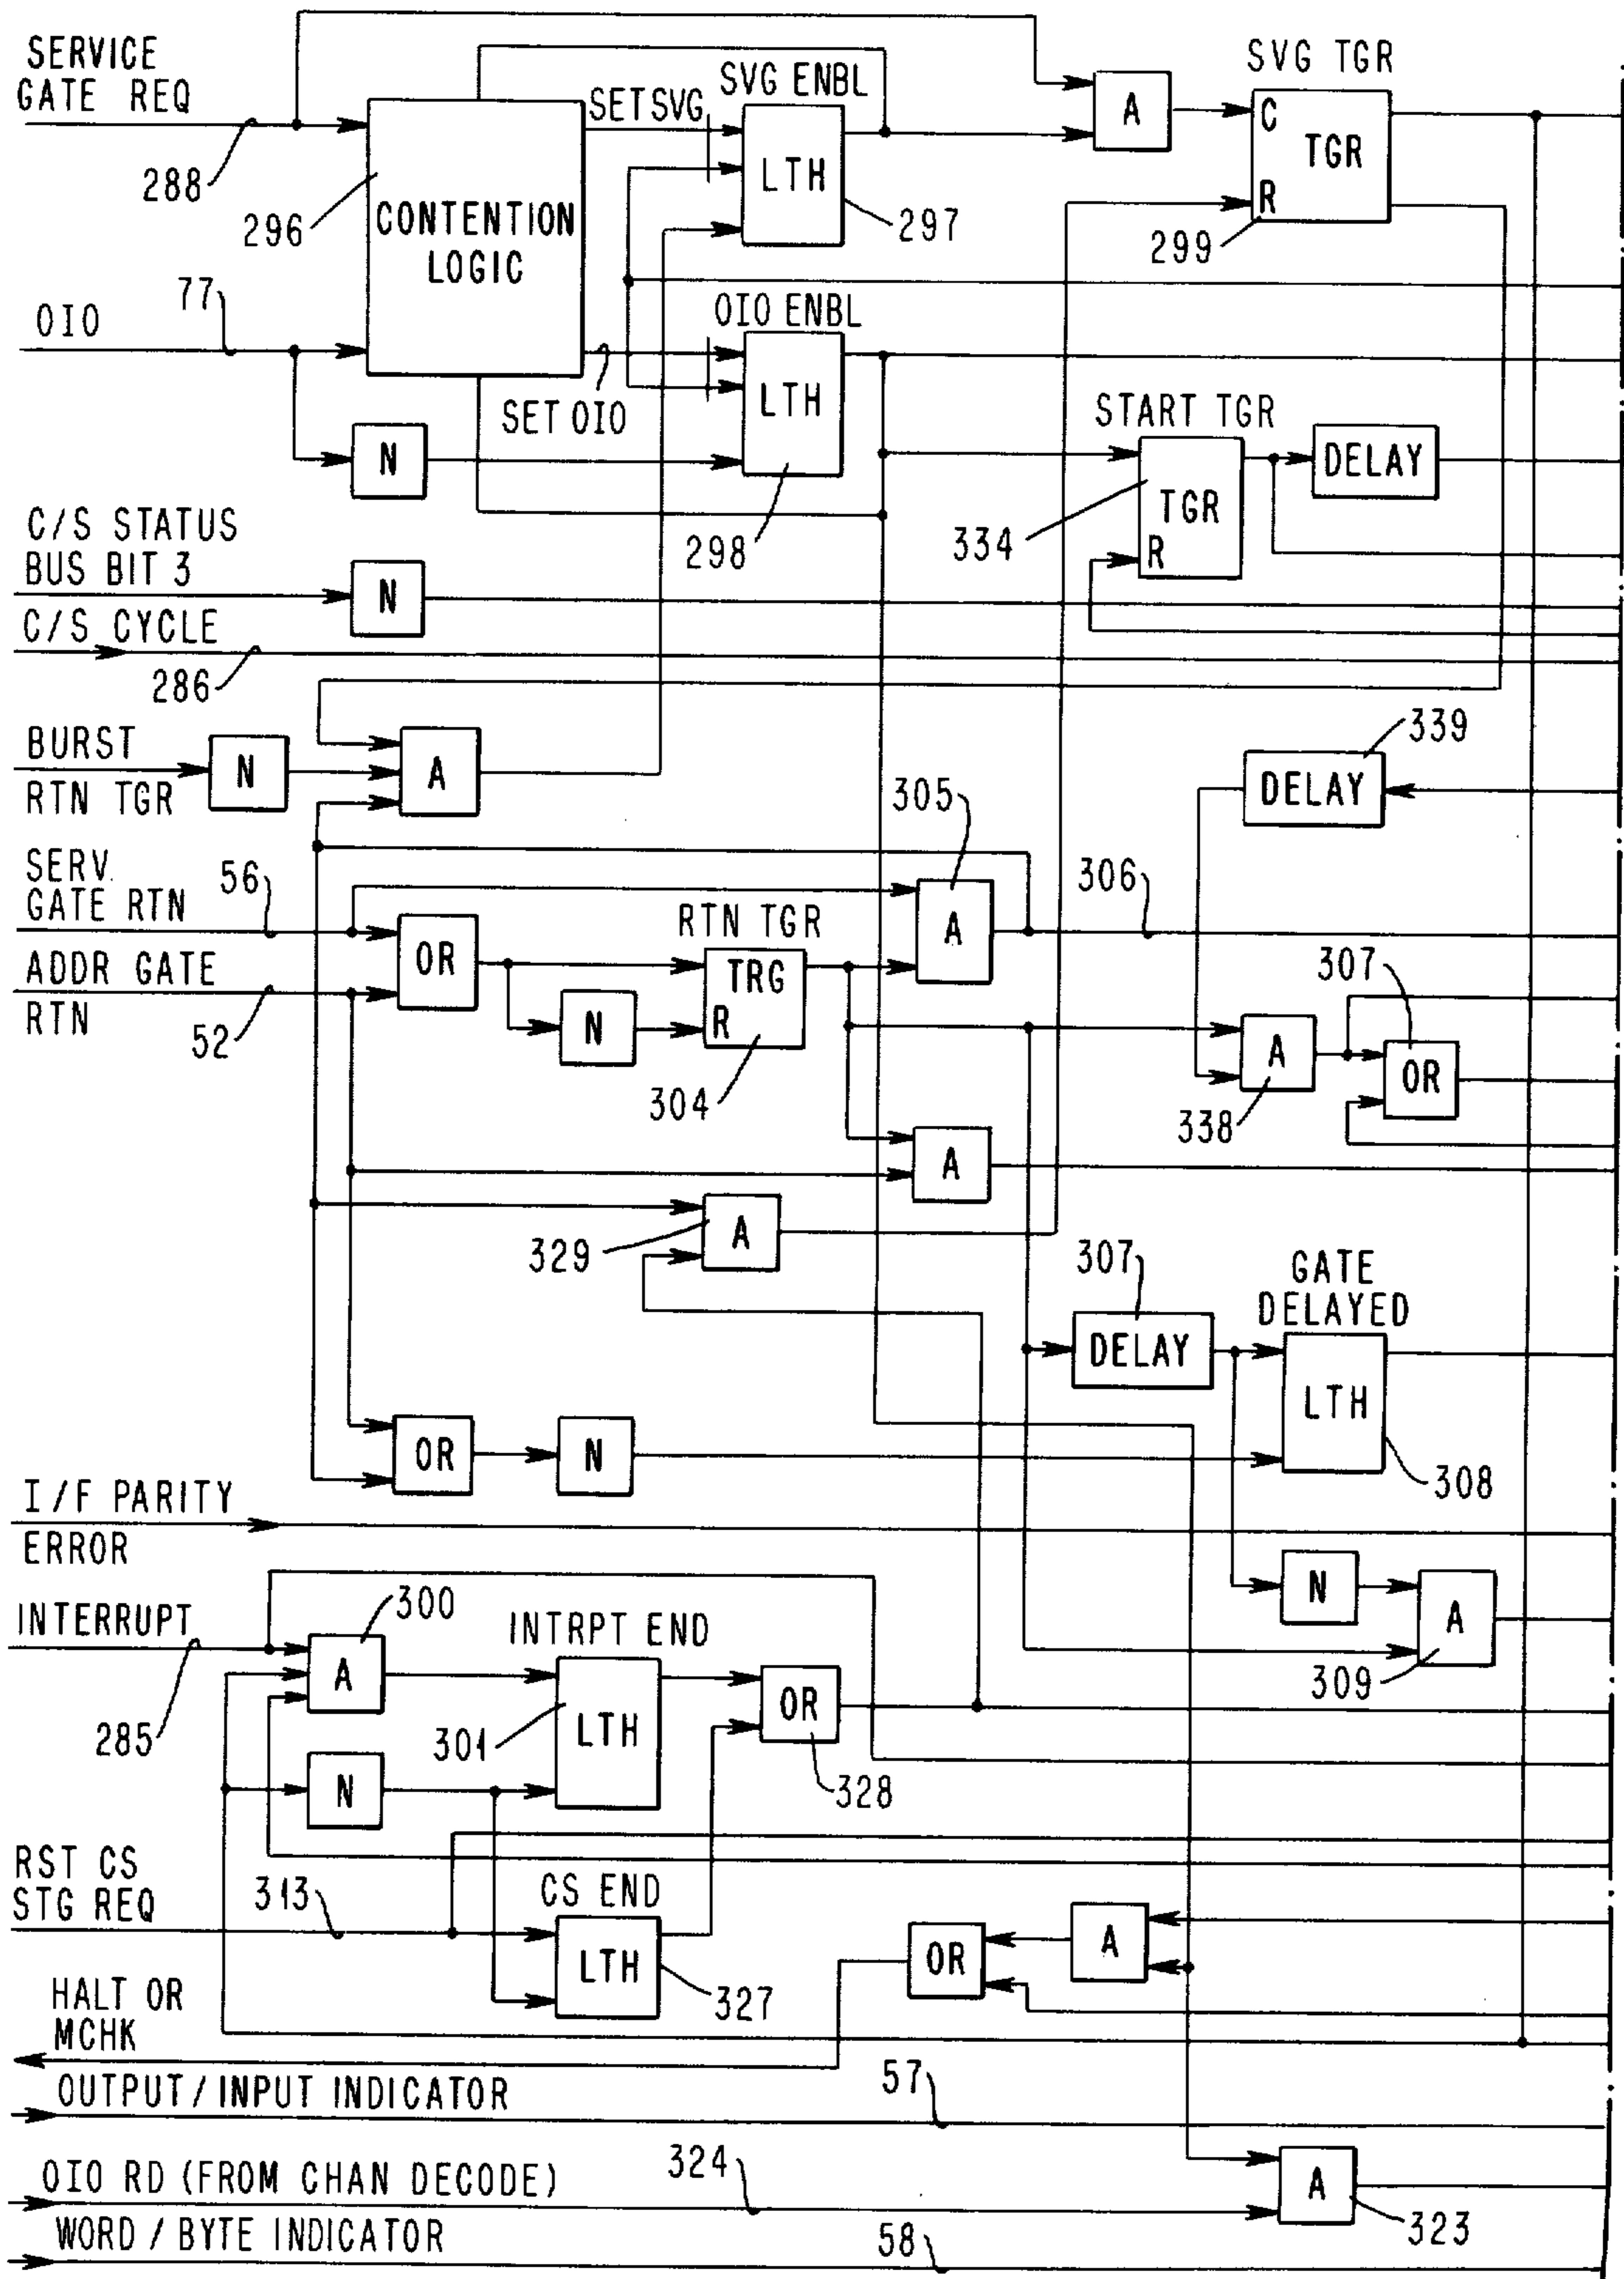 SERVICE
GATE REQ
288
296
CONTENTION
LOGIC
SET SVG
SVG ENBL
LTH
297
A
SVG TGR
C
TGR
R
299
OIO
77
N
SET OIO
OIO ENBL
LTH
298
START TGR
TGR
R
334
DELAY
C/S STATUS
BUS BIT 3
N
C/S CYCLE
286
BURST
RTN TGR
N
A
339
DELAY
SERV.
GATE RTN
56
ADDR GATE
RTN
52
OR
N
RTN TGR
TRG
R
304
305
A
306
307
A
OR
338
A
329
A
307
DELAY
GATE
DELAYED
LTH
308
OR
N
I/F PARITY
ERROR
N
A
309
INTERRUPT
285
300
A
INTRPT END
301
LTH
OR
328
N
RST CS
STG REQ
313
CS END
LTH
327
OR
A
HALT OR
MCHK
OUTPUT/INPUT INDICATOR
57
OIO RD (FROM CHAN DECODE)
324
A
323
WORD/BYTE INDICATOR
58